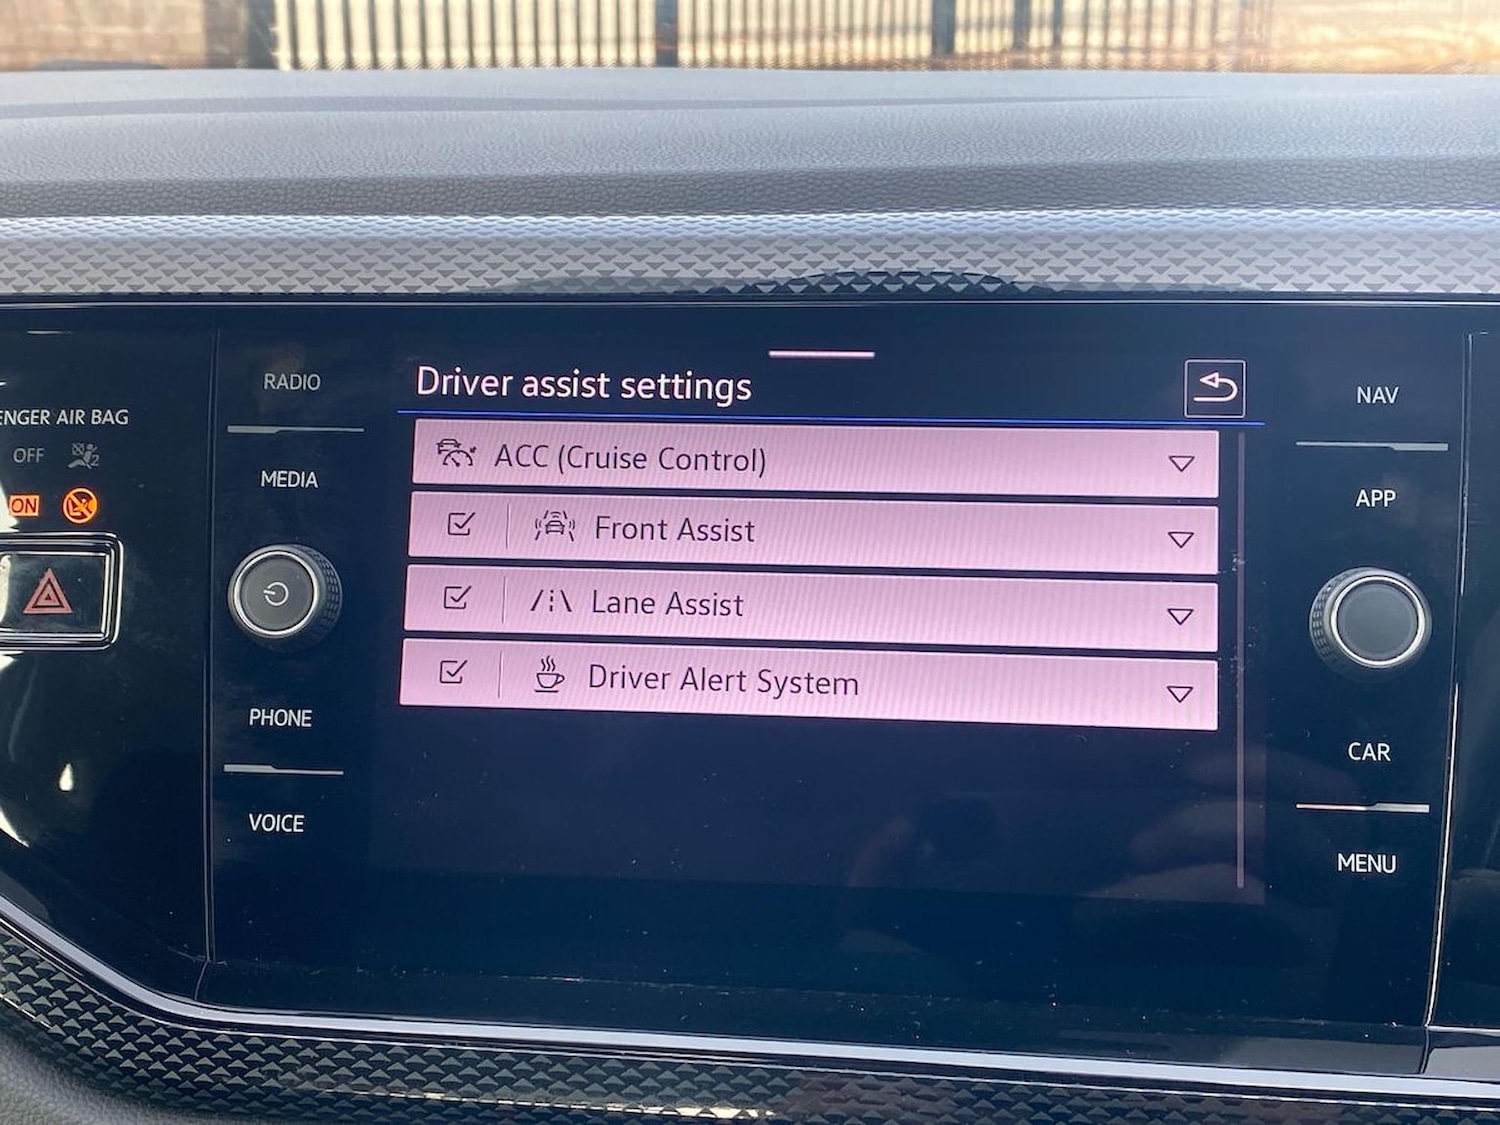 RADIO
MEDIA
PHONE
VOICE
ENGER AIR BAG
OFF
ON
Driver assist settings
ACC (Cruise Control)
Front Assist
Lane Assist
Driver Alert System
NAV
APP
CAR
MENU